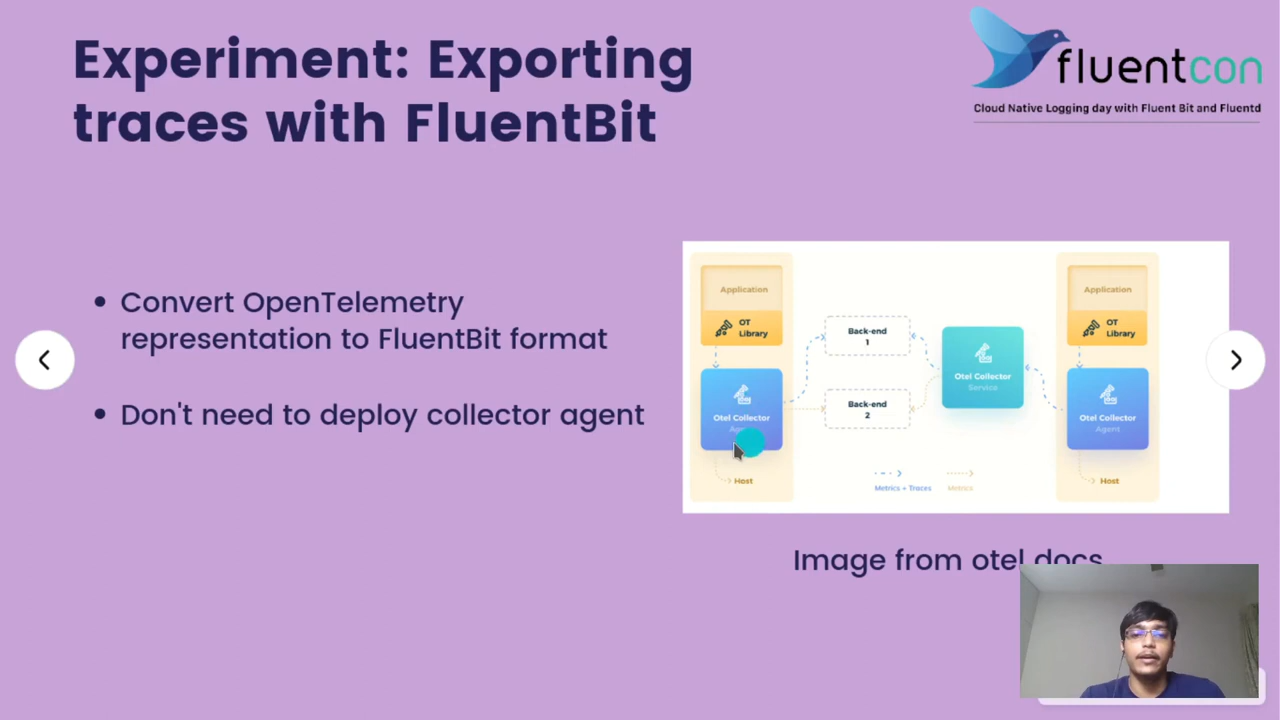 Experiment: Exporting
traces with FluentBit
fluentcon
Cloud Native Logging day with Fluent Bit and Fluentd
• Convert OpenTelemetry
representation to FluentBit format
• Don't need to deploy collector agent
Application
OT
Library
Otel Collector
Host
Back-end
1
Back-end
2
Metrics + Traces
Metrics
Otel Collector
Service
Application
OT
Library
Otel Collector
Agent
Host
Image from otel docs